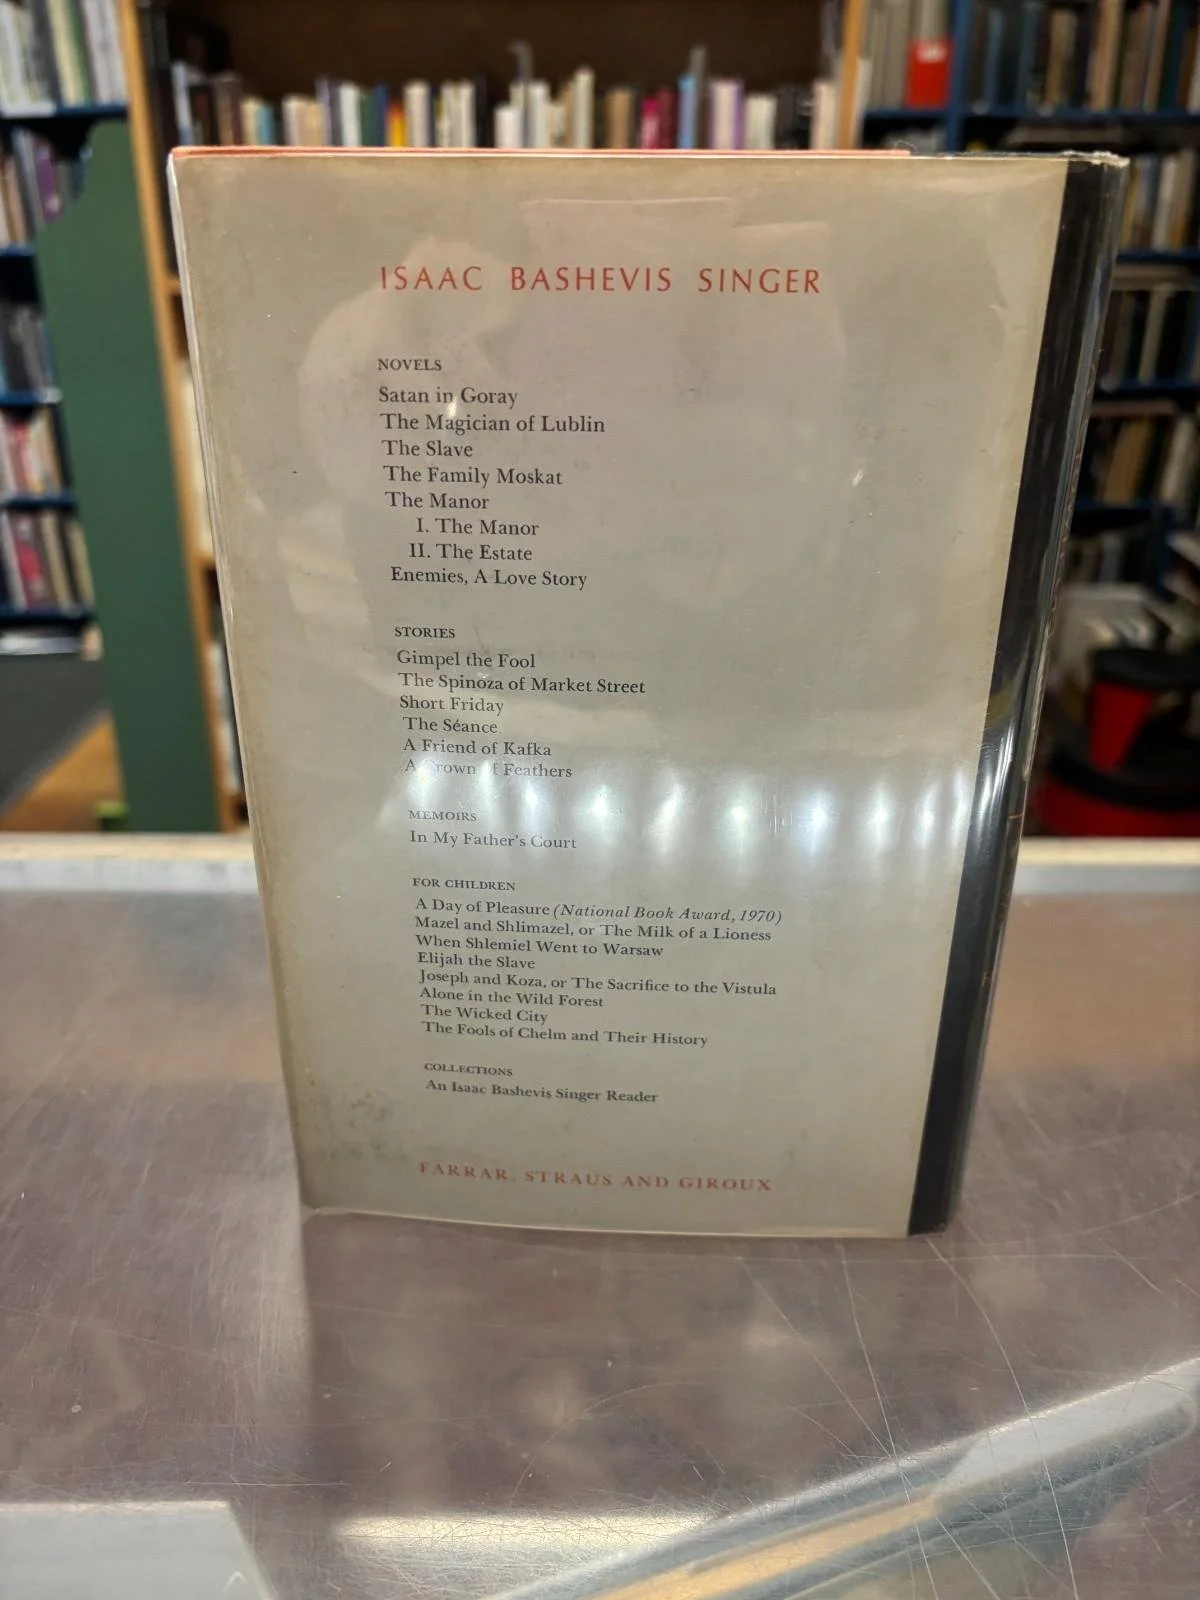 ISAAC BASHEVIS SINGER
NOVELS
Satan in Goray
The Magician of Lublin
The Slave
The Family Moskat
The Manor
I. The Manor
II. The Estate
Enemies, A Love Story
STORIES
Gimpel the Fool
The Spinoza of Market Street
Short Friday
The Séance
A Friend of Kafka
A Crown of Feathers
MEMOIRS
In My Father's Court
FOR CHILDREN
A Day of Pleasure (National Book Award, 1970)
Mazel and Shlimazel, or The Milk of a Lioness
When Shlemiel Went to Warsaw
Elijah the Slave
Joseph and Koza, or The Sacrifice to the Vistula
Alone in the Wild Forest
The Wicked City
The Fools of Chelm and Their History
COLLECTIONS
An Isaac Bashevis Singer Reader
FARRAR, STRAUS AND GIROUX